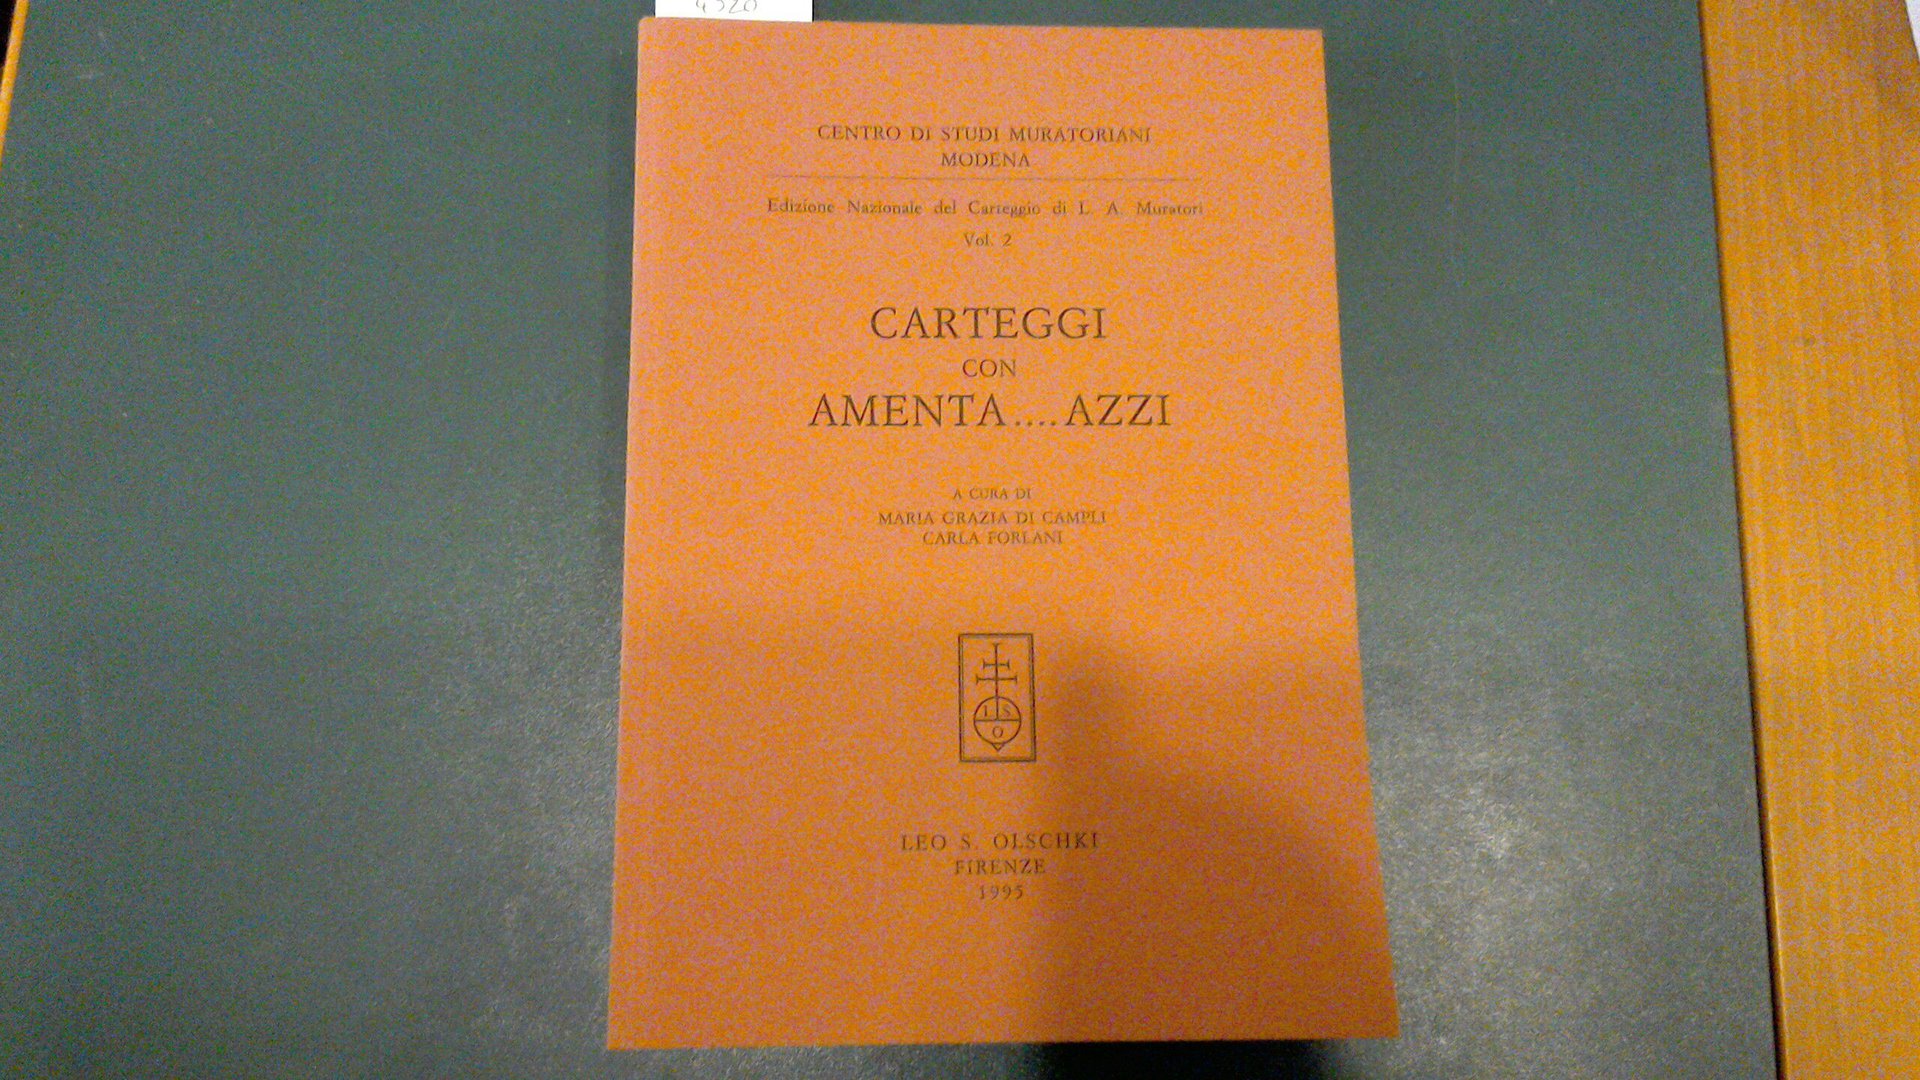 4520
CENTRO DI STUDI MURATORIANI
MODENA
Edizione Nazionale del Carteggio di L. A. Muratori
Vol. 2
CARTEGGI
CON
AMENTA....AZZI
A CURA DI
MARIA GRAZIA DI CAMPLI
CARLA FORLANI
L S
O
LEO S. OLSCHKI
FIRENZE
1995